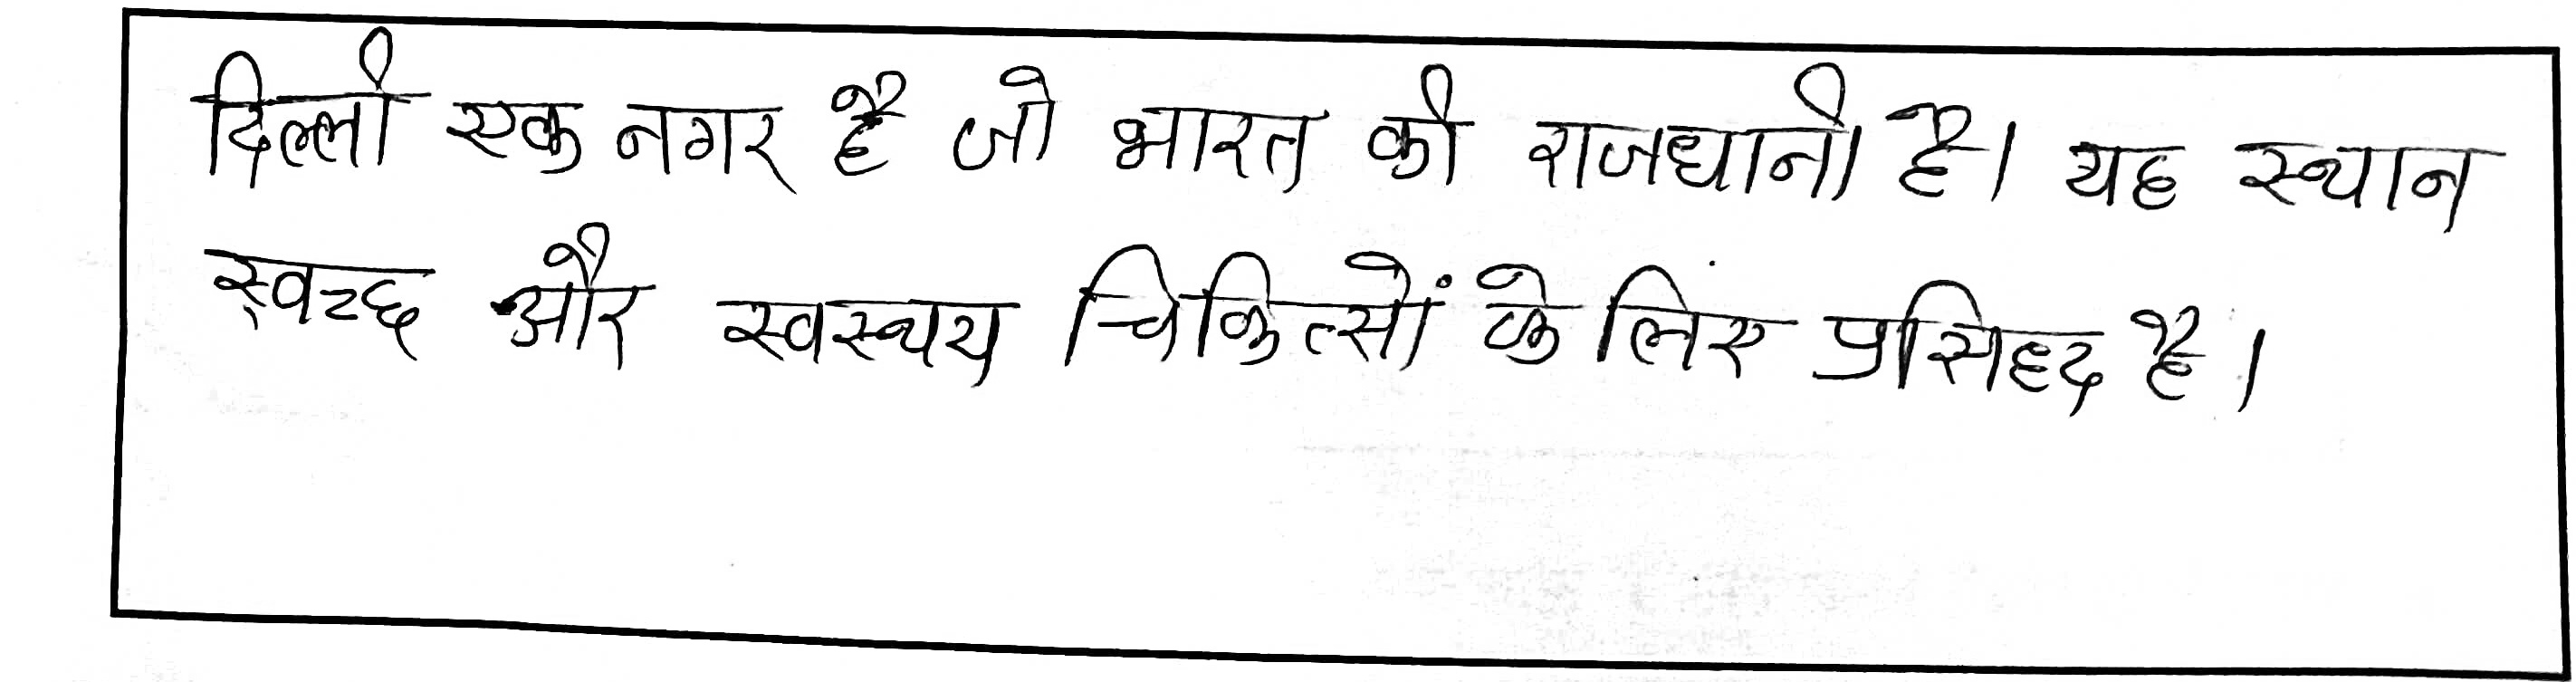 दिल्ली एक नगर है जो भारत की राजधानी है। यह स्थान
स्वच्छ और स्वस्थय चिकित्सों के लिए प्रसिद्द है।